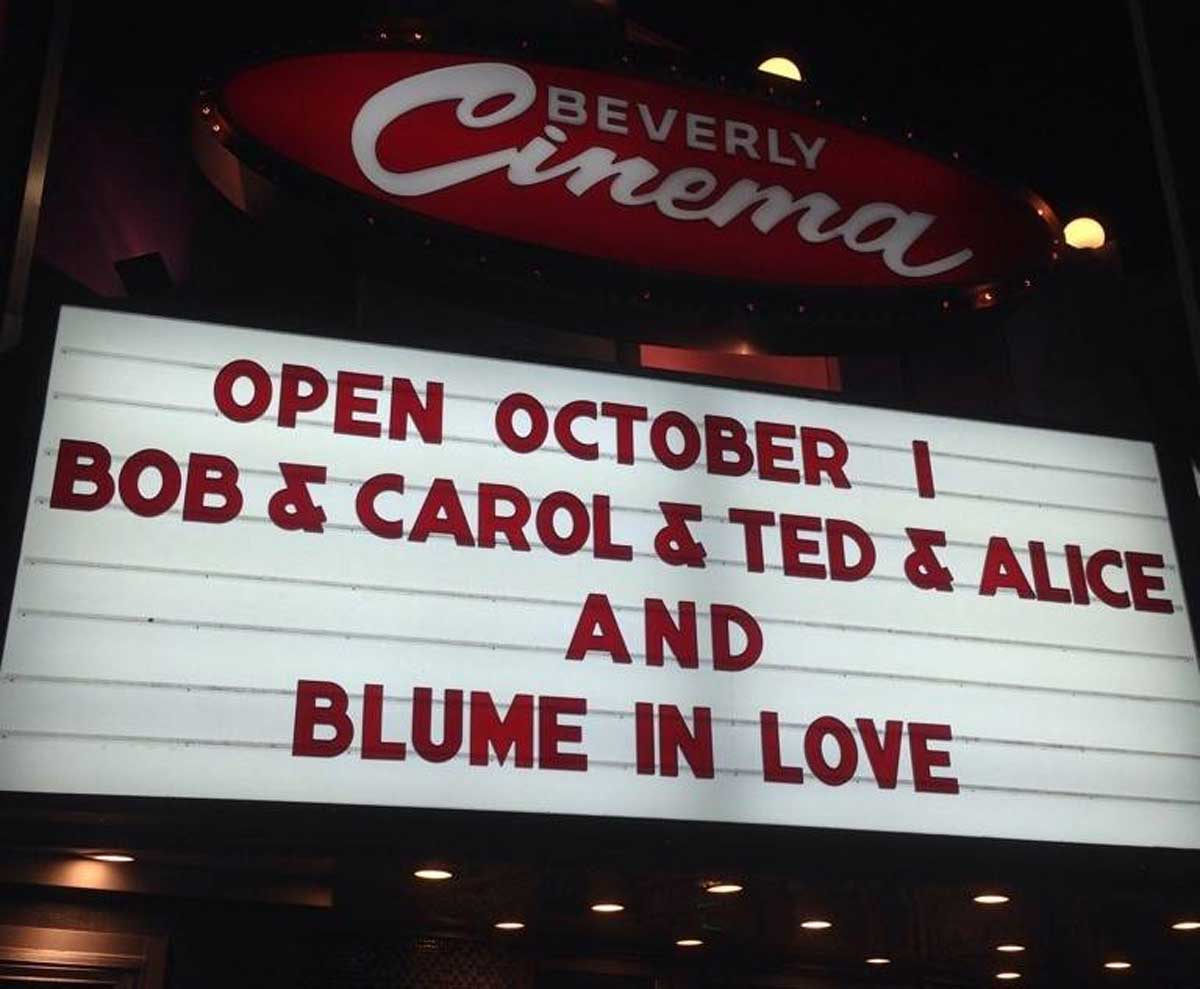 BEVERLY
Cinema
OPEN OCTOBER 1
BOB & CAROL & TED & ALICE
AND
BLUME IN LOVE